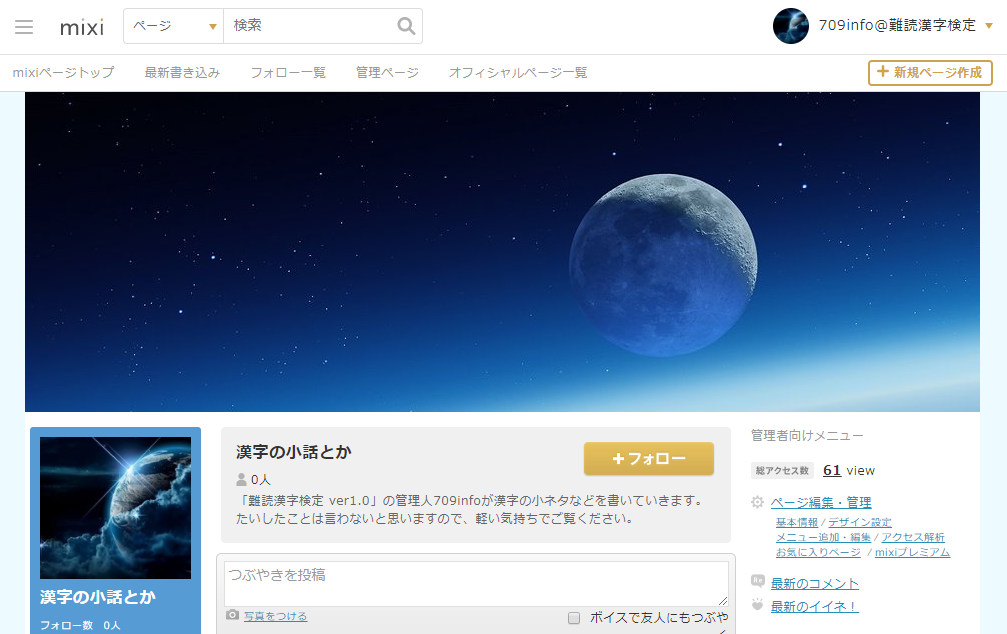 mixi ページ 検索 709info@難読漢字検定
mixiページトップ 最新書き込み フォロー一覧 管理ページ オフィシャルページ一覧 + 新規ページ作成
漢字の小話とか
フォロー数 0人
漢字の小話とか
+フォロー
0人
「難読漢字検定 ver1.0」の管理人709infoが漢字の小ネタなどを書いていきます。
たいしたことは言わないと思いますので、軽い気持ちでご覧ください。
つぶやきを投稿
写真をつける ボイスで友人にもつぶや
管理者向けメニュー
総アクセス数 61 view
ページ編集・管理
基本情報 / デザイン設定
メニュー追加・編集 / アクセス解析
お気に入りページ / mixiプレミアム
最新のコメント
最新のイイネ！